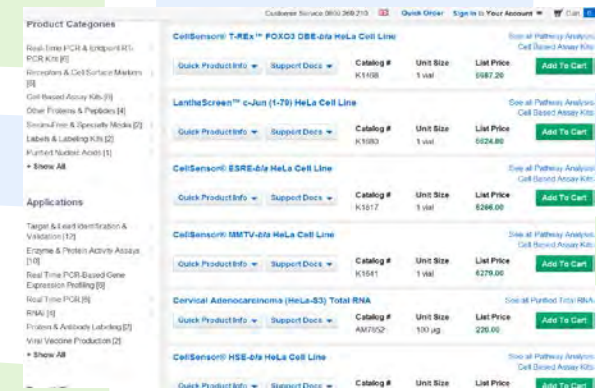 Customer Service 0800 269 210
Quick Order
Sign in to Your Account
Cart 0
Product Categories
Real-Time PCR & Endpoint RT-
PCR Kits [6]
Receptors & Cell Surface Markers
[6]
Cell Based Assay Kits [5]
Other Proteins & Peptides [4]
Serum-Free & Specialty Media [2]
Labels & Labeling Kits [2]
Purified Nucleic Acids [1]
+ Show All
Applications
Target & Lead Identification &
Validation [12]
Enzyme & Protein Activity Assays
[10]
Real Time PCR-Based Gene
Expression Profiling [6]
Real Time PCR [6]
RNAi [4]
Protein & Antibody Labeling [2]
Viral Vaccine Production [2]
+ Show All
CellSensor® T-REx™ FOXO3 DBE-bla HeLa Cell Line
See all Pathway Analysis
Cell Based Assay Kits
Quick Product Info Support Docs Catalog # Unit Size List Price Add To Cart
K1468 1 vial
LanthaScreen™ c-Jun (1-79) HeLa Cell Line
See all Pathway Analysis
Cell Based Assay Kits
Quick Product Info Support Docs Catalog # Unit Size List Price Add To Cart
1 vial
CellSensor® ESRE-bla HeLa Cell Line
See all Pathway Analysis
Cell Based Assay Kits
Quick Product Info Support Docs Catalog # Unit Size List Price Add To Cart
K1617 1 vial
CellSensor® MMTV-bla HeLa Cell Line
See all Pathway Analysis
Cell Based Assay Kits
Quick Product Info Support Docs Catalog # Unit Size List Price Add To Cart
K1641 1 vial 6279.00
Cervical Adenocarcinoma (HeLa-S3) Total RNA
See all Purified Total RNA
Quick Product Info Support Docs Catalog # Unit Size List Price Add To Cart
AM7852 100 µg 220.00
CellSensor® HSE-bla HeLa Cell Line
See all Pathway Analysis
Cell Based Assay Kits
Quick Product Info Support Docs Catalog # Unit Size List Price Add To Cart